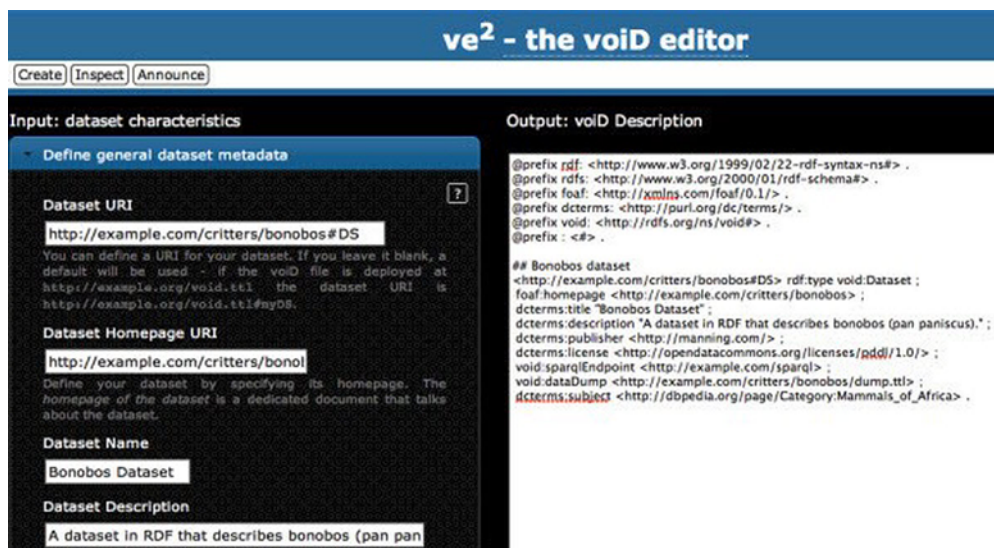 ve² - the voiD editor
Create Inspect Announce
Input: dataset characteristics
Define general dataset metadata
?
Dataset URI
http://example.com/critters/bonobos#DS
You can define a URI for your dataset. If you leave it blank, a
default will be used - if the voiD file is deployed at
http://example.org/void.ttl the dataset URI is
http://example.org/void.ttl#myDS.
Dataset Homepage URI
http://example.com/critters/bonol
Define your dataset by specifying its homepage. The
homepage of the dataset is a dedicated document that talks
about the dataset.
Dataset Name
Bonobos Dataset
Dataset Description
A dataset in RDF that describes bonobos (pan pan
Output: voiD Description
@prefix rdf: <http://www.w3.org/1999/02/22-rdf-syntax-ns#> .
@prefix rdfs: <http://www.w3.org/2000/01/rdf-schema#> .
@prefix foaf: <http://xmlns.com/foaf/0.1/> .
@prefix dcterms: <http://purl.org/dc/terms/> .
@prefix void: <http://rdfs.org/ns/void#> .
@prefix : <#> .
## Bonobos dataset
<http://example.com/critters/bonobos#DS> rdf:type void:Dataset ;
foaf:homepage <http://example.com/critters/bonobos> ;
dcterms:title "Bonobos Dataset" ;
dcterms:description "A dataset in RDF that describes bonobos (pan paniscus)." ;
dcterms:publisher <http://manning.com/> ;
dcterms:license <http://opendatacommons.org/licenses/pddl/1.0/> ;
void:sparqlEndpoint <http://example.com/sparql> ;
void:dataDump <http://example.com/critters/bonobos/dump.ttl> ;
dcterms:subject <http://dbpedia.org/page/Category:Mammals_of_Africa> .